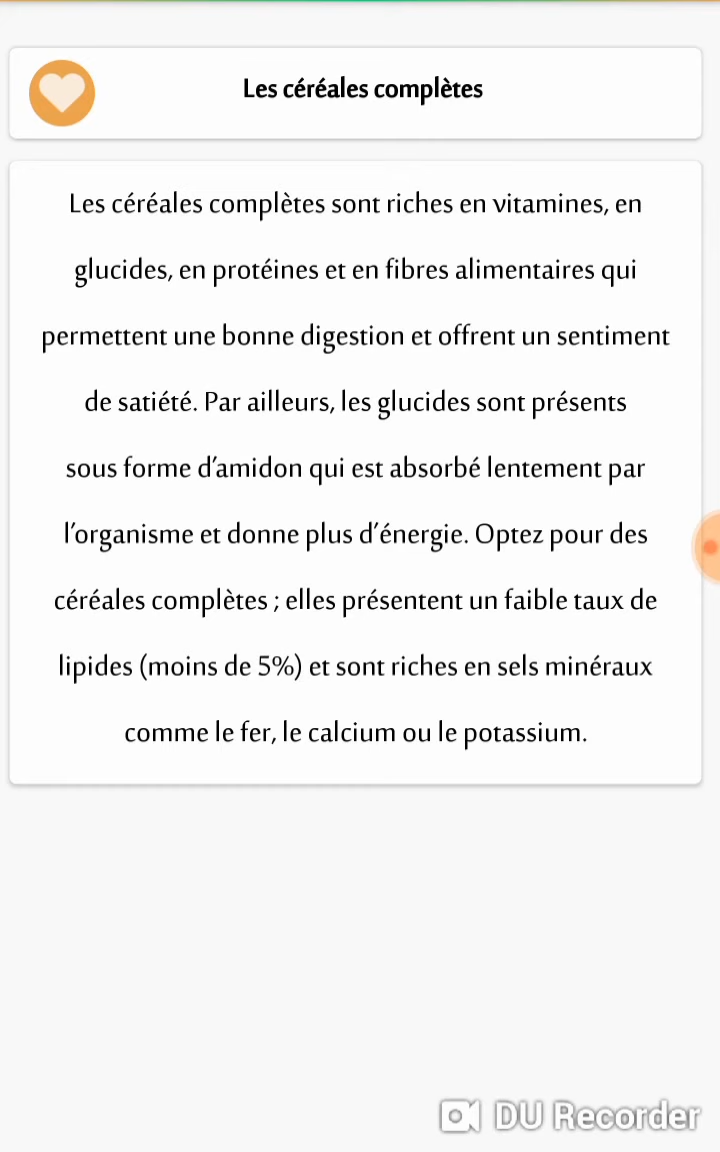 Les céréales complètes
Les céréales complètes sont riches en vitamines, en
glucides, en protéines et en fibres alimentaires qui
permettent une bonne digestion et offrent un sentiment
de satiété. Par ailleurs, les glucides sont présents
sous forme d’amidon qui est absorbé lentement par
l’organisme et donne plus d’énergie. Optez pour des
céréales complètes ; elles présentent un faible taux de
lipides (moins de 5%) et sont riches en sels minéraux
comme le fer, le calcium ou le potassium.
DU Recorder